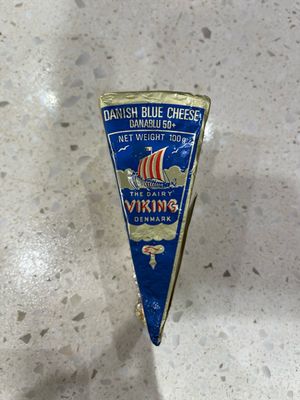 DANISH BLUE CHEESE
DANABLU 50+
NET WEIGHT 100g
THE DAIRY
VIKING
DENMARK